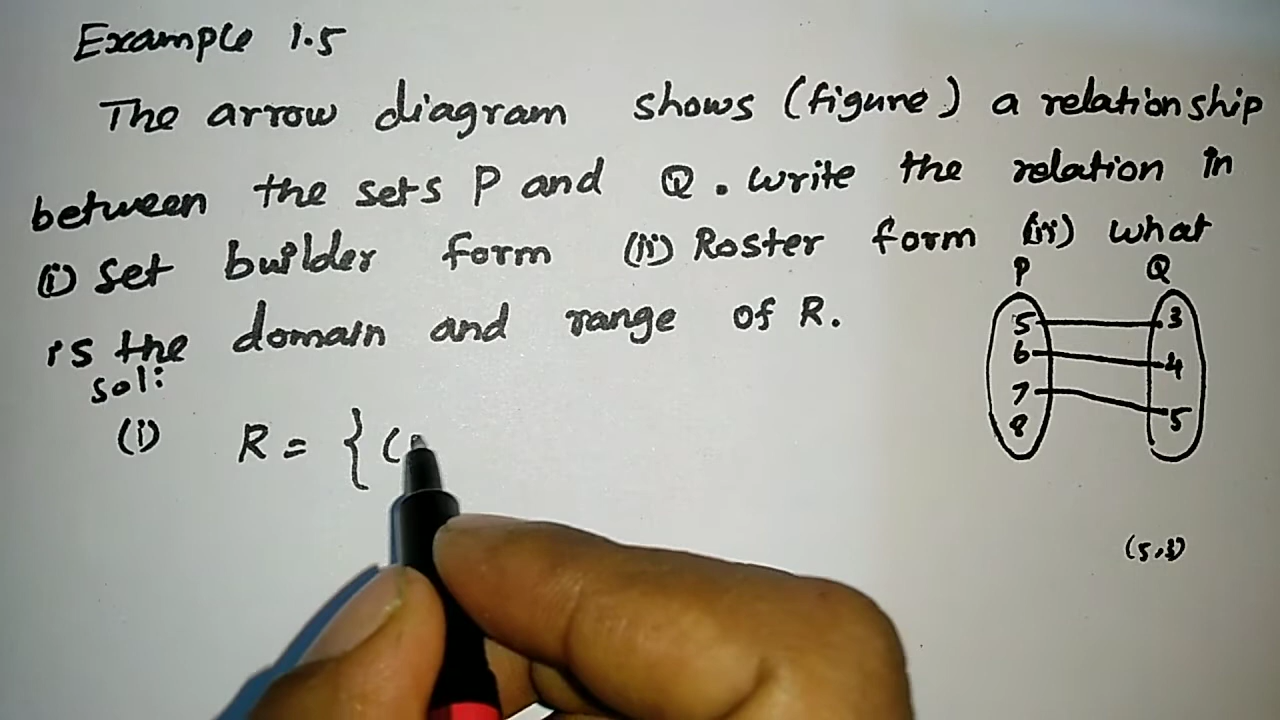 Example 1.5
The arrow diagram shows (figure) a relationship
between the sets P and Q. write the relation in
(i) Set builder form (ii) Roster form (iii) what
is the domain and range of R.
P Q
5 3
6 4
7 5
8
sol:
(i) R = { (
(5,3)